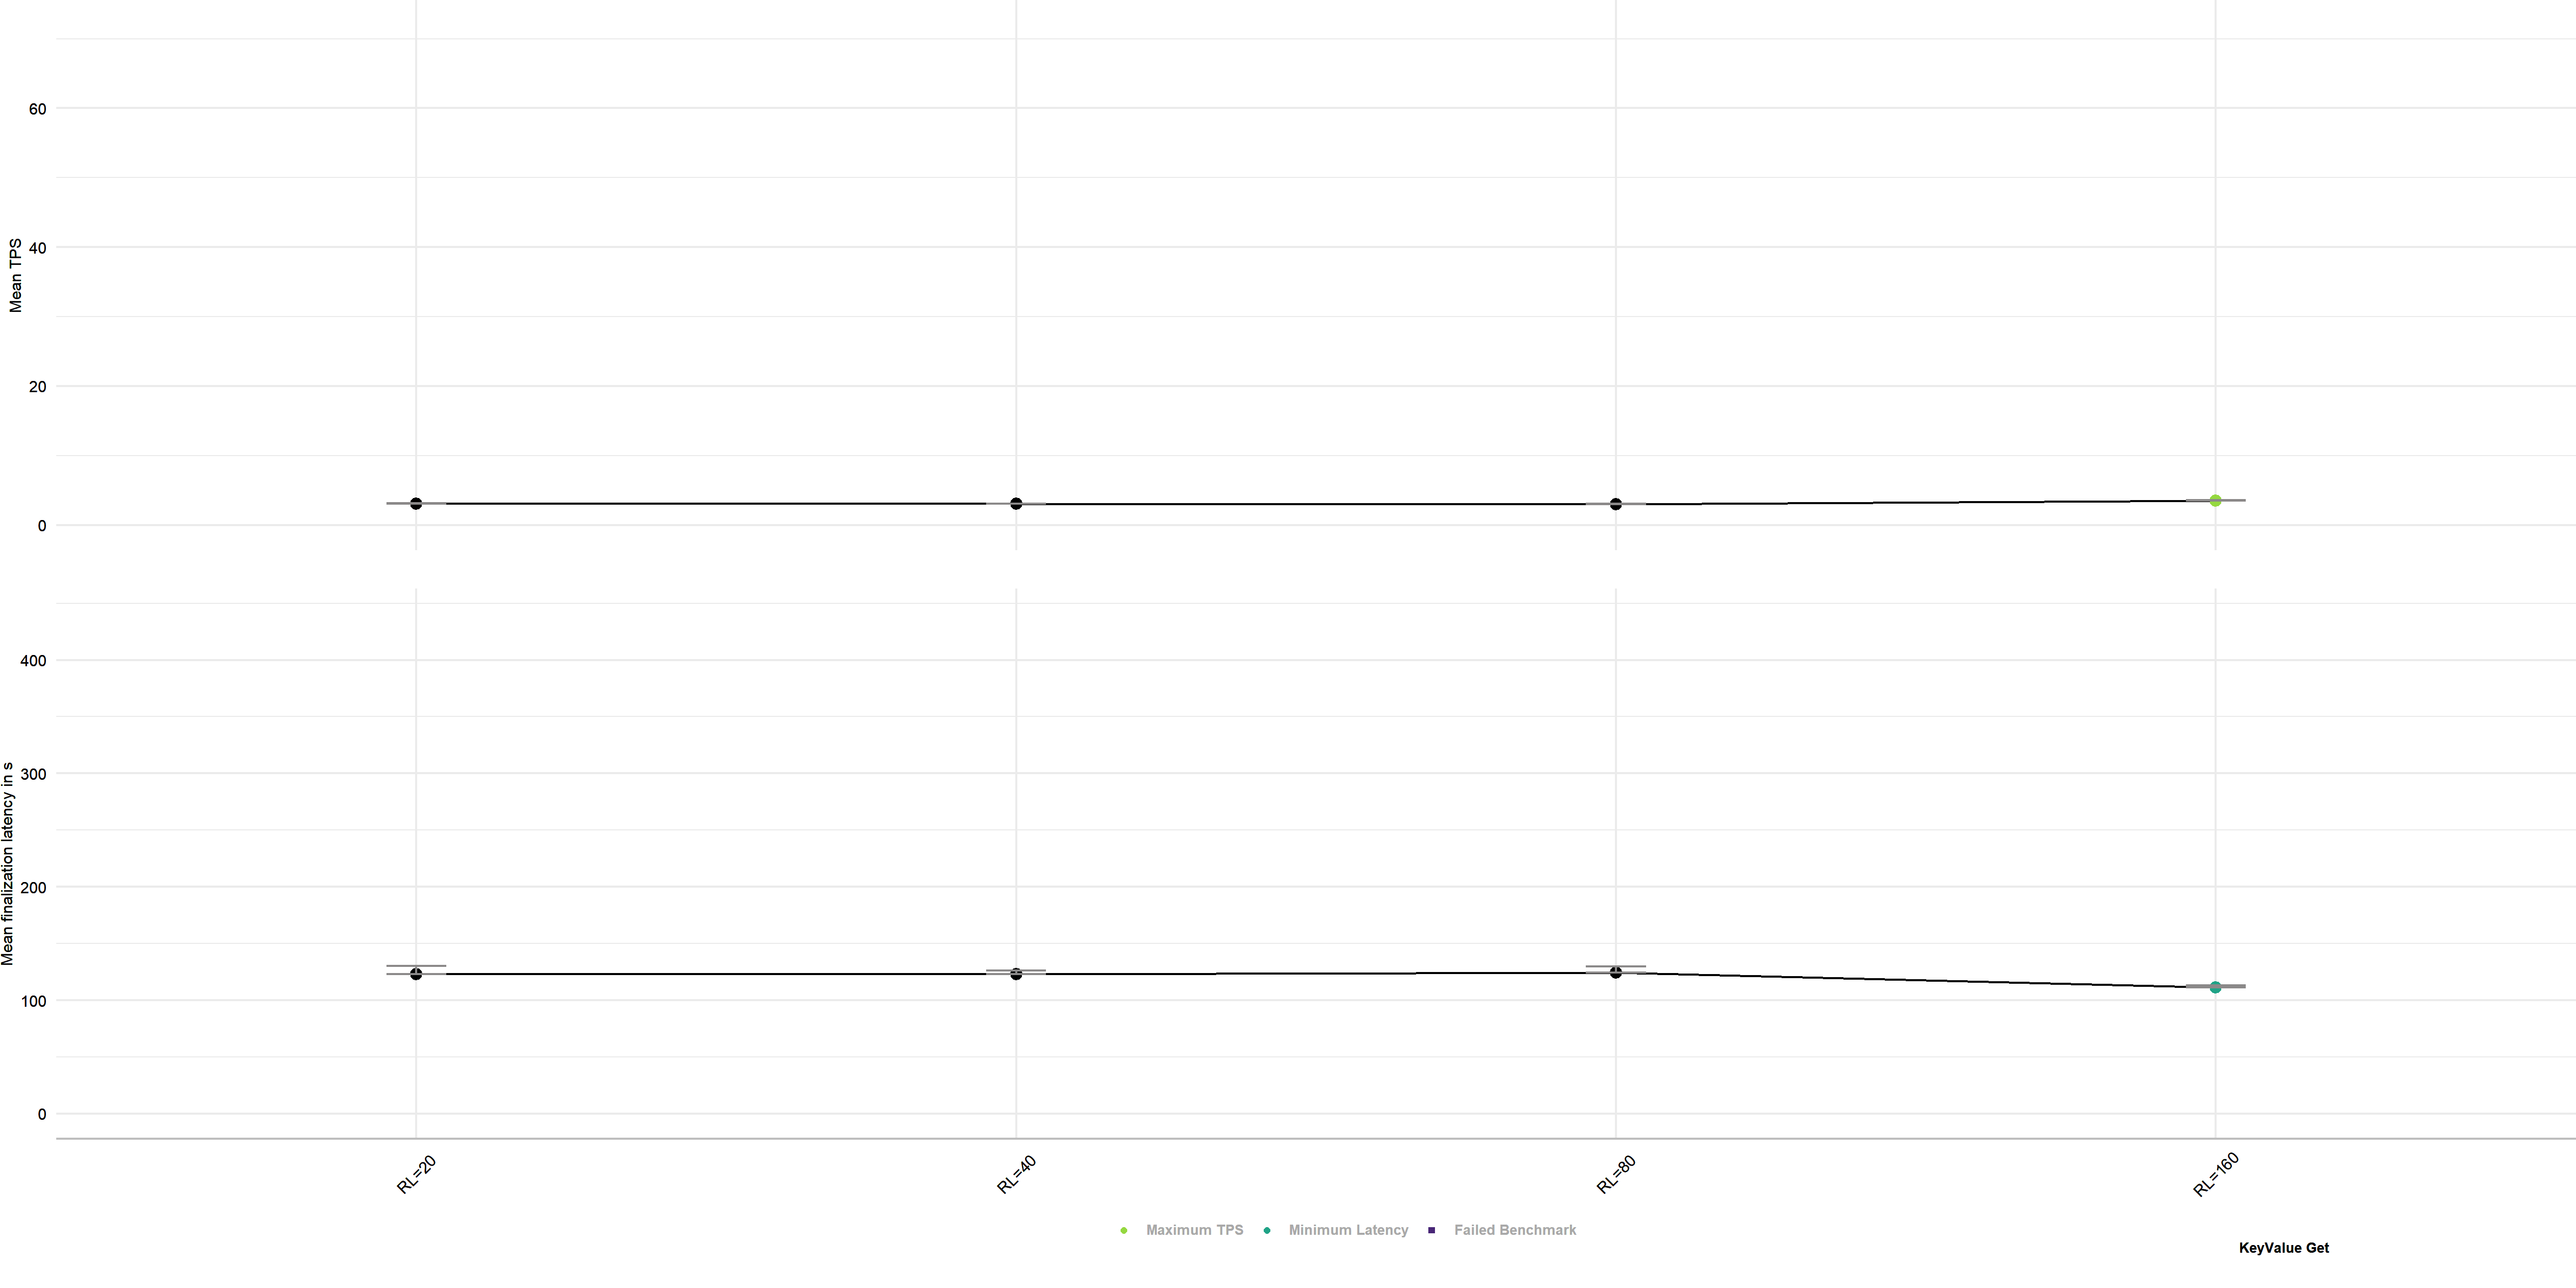 Mean TPS
60
40
20
0
Mean finalization latency in s
400
300
200
100
0
RL=20
RL=40
RL=80
RL=160
Maximum TPS
Minimum Latency
Failed Benchmark
KeyValue Get